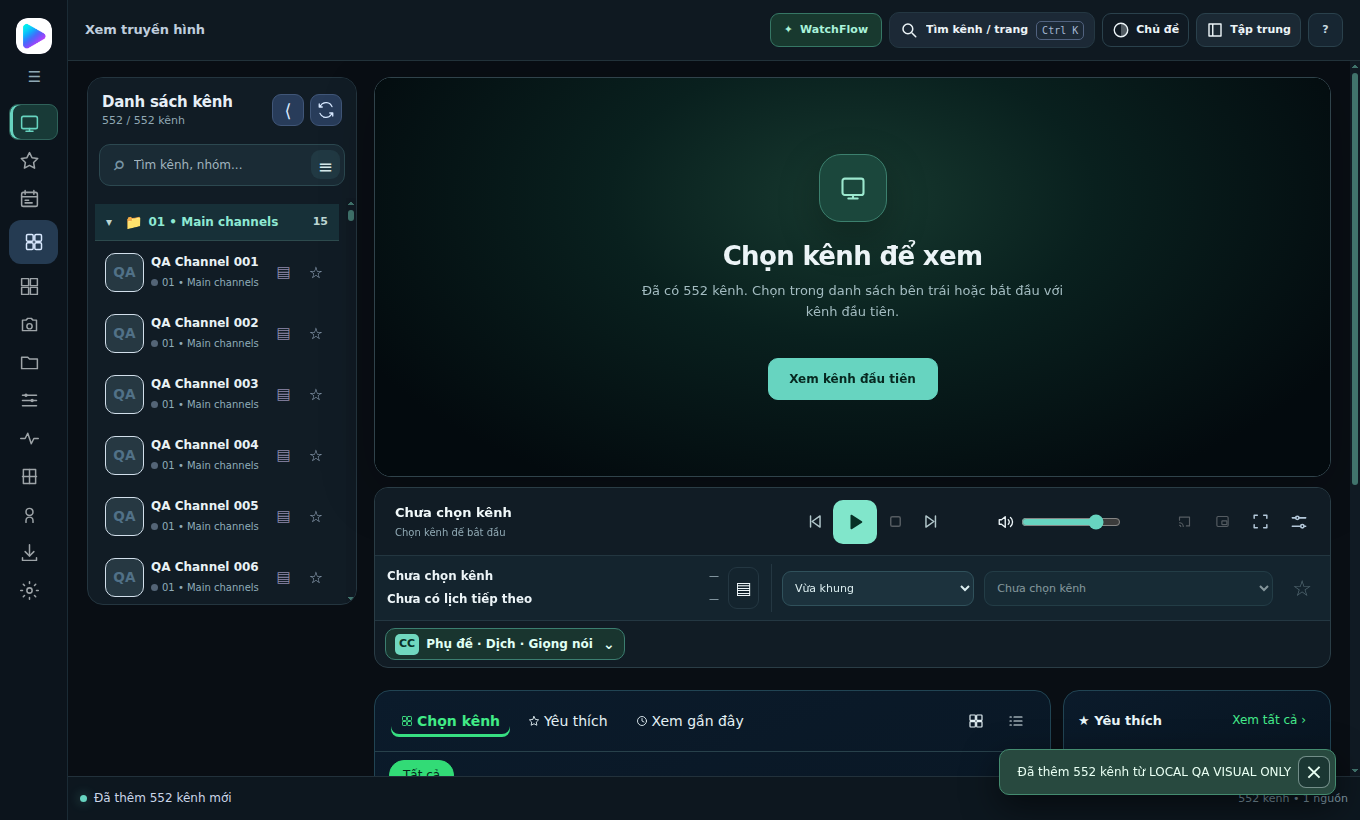 Xem truyền hình
WatchFlow
Tìm kênh / trang
Ctrl K
Chủ đề
Tập trung
?
Danh sách kênh
552 / 552 kênh
Tìm kênh, nhóm...
01 • Main channels
15
QA
QA Channel 001
01 • Main channels
QA
QA Channel 002
01 • Main channels
QA
QA Channel 003
01 • Main channels
QA
QA Channel 004
01 • Main channels
QA
QA Channel 005
01 • Main channels
QA
QA Channel 006
01 • Main channels
Chọn kênh để xem
Đã có 552 kênh. Chọn trong danh sách bên trái hoặc bắt đầu với
kênh đầu tiên.
Xem kênh đầu tiên
Chưa chọn kênh
Chọn kênh để bắt đầu
Chưa chọn kênh —
Chưa có lịch tiếp theo —
Vừa khung
Chưa chọn kênh
CC Phụ đề · Dịch · Giọng nói
Chọn kênh
Yêu thích
Xem gần đây
★ Yêu thích
Xem tất cả ›
Tất cả
Đã thêm 552 kênh từ LOCAL QA VISUAL ONLY
Đã thêm 552 kênh mới
552 kênh • 1 nguồn